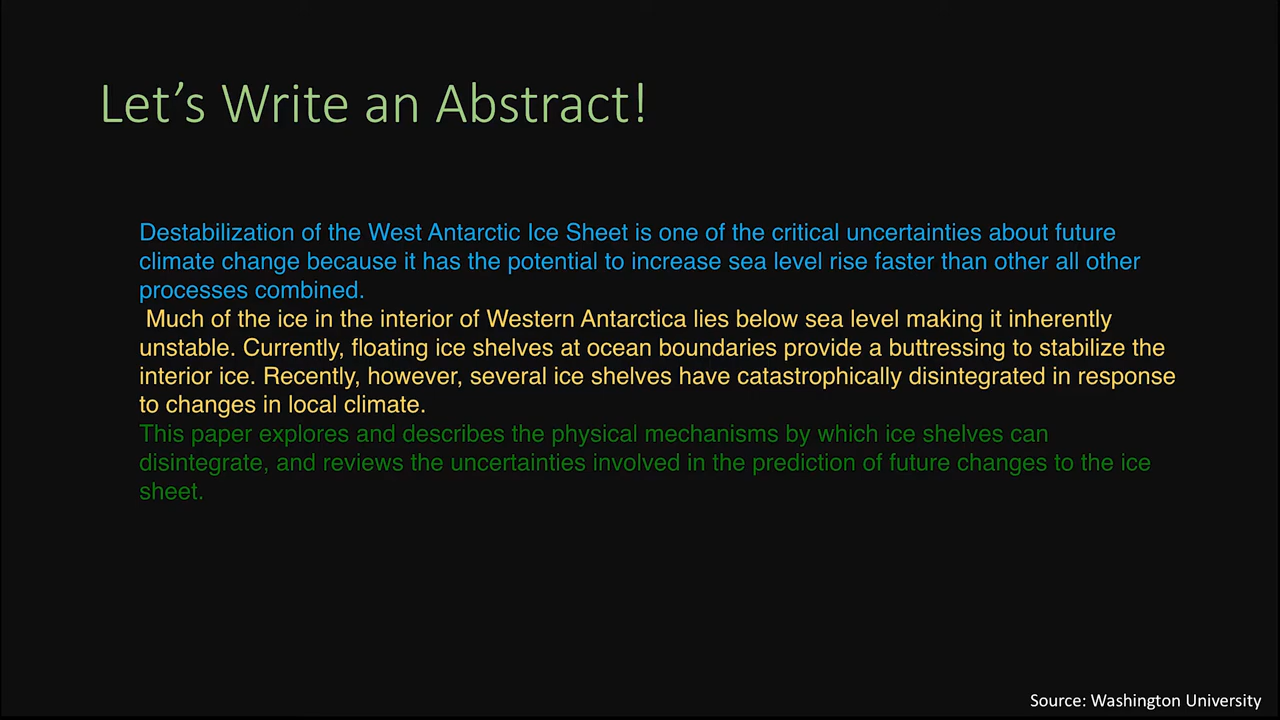 Let's Write an Abstract!
Destabilization of the West Antarctic Ice Sheet is one of the critical uncertainties about future
climate change because it has the potential to increase sea level rise faster than other all other
processes combined.
Much of the ice in the interior of Western Antarctica lies below sea level making it inherently
unstable. Currently, floating ice shelves at ocean boundaries provide a buttressing to stabilize the
interior ice. Recently, however, several ice shelves have catastrophically disintegrated in response
to changes in local climate.
This paper explores and describes the physical mechanisms by which ice shelves can
disintegrate, and reviews the uncertainties involved in the prediction of future changes to the ice
sheet.
Source: Washington University